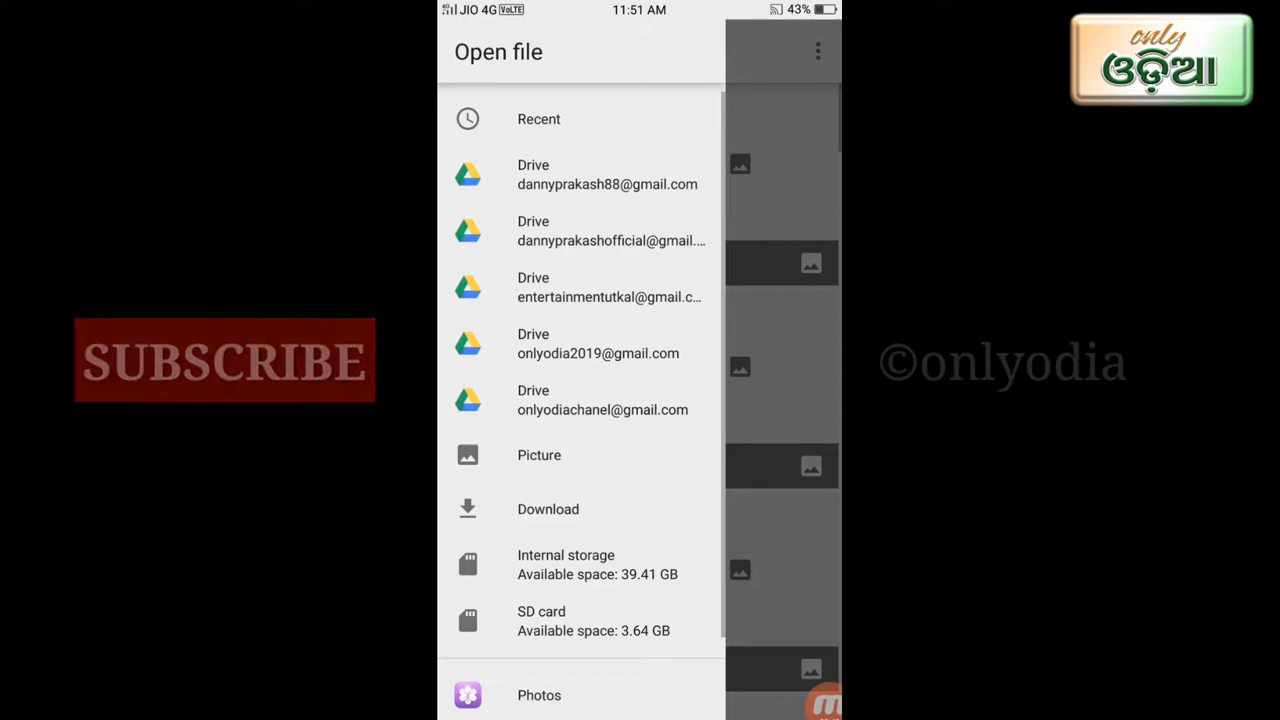 JIO 4G VoLTE 11:51 AM 43%
only
ଓଡ଼ିଆ
Open file
Recent
Drive
dannyprakash88@gmail.com
Drive
dannyprakashofficial@gmail....
Drive
entertainmentutkal@gmail.c...
Drive
onlyodia2019@gmail.com
Drive
onlyodiachanel@gmail.com
Picture
Download
Internal storage
Available space: 39.41 GB
SD card
Available space: 3.64 GB
Photos
SUBSCRIBE
©onlyodia